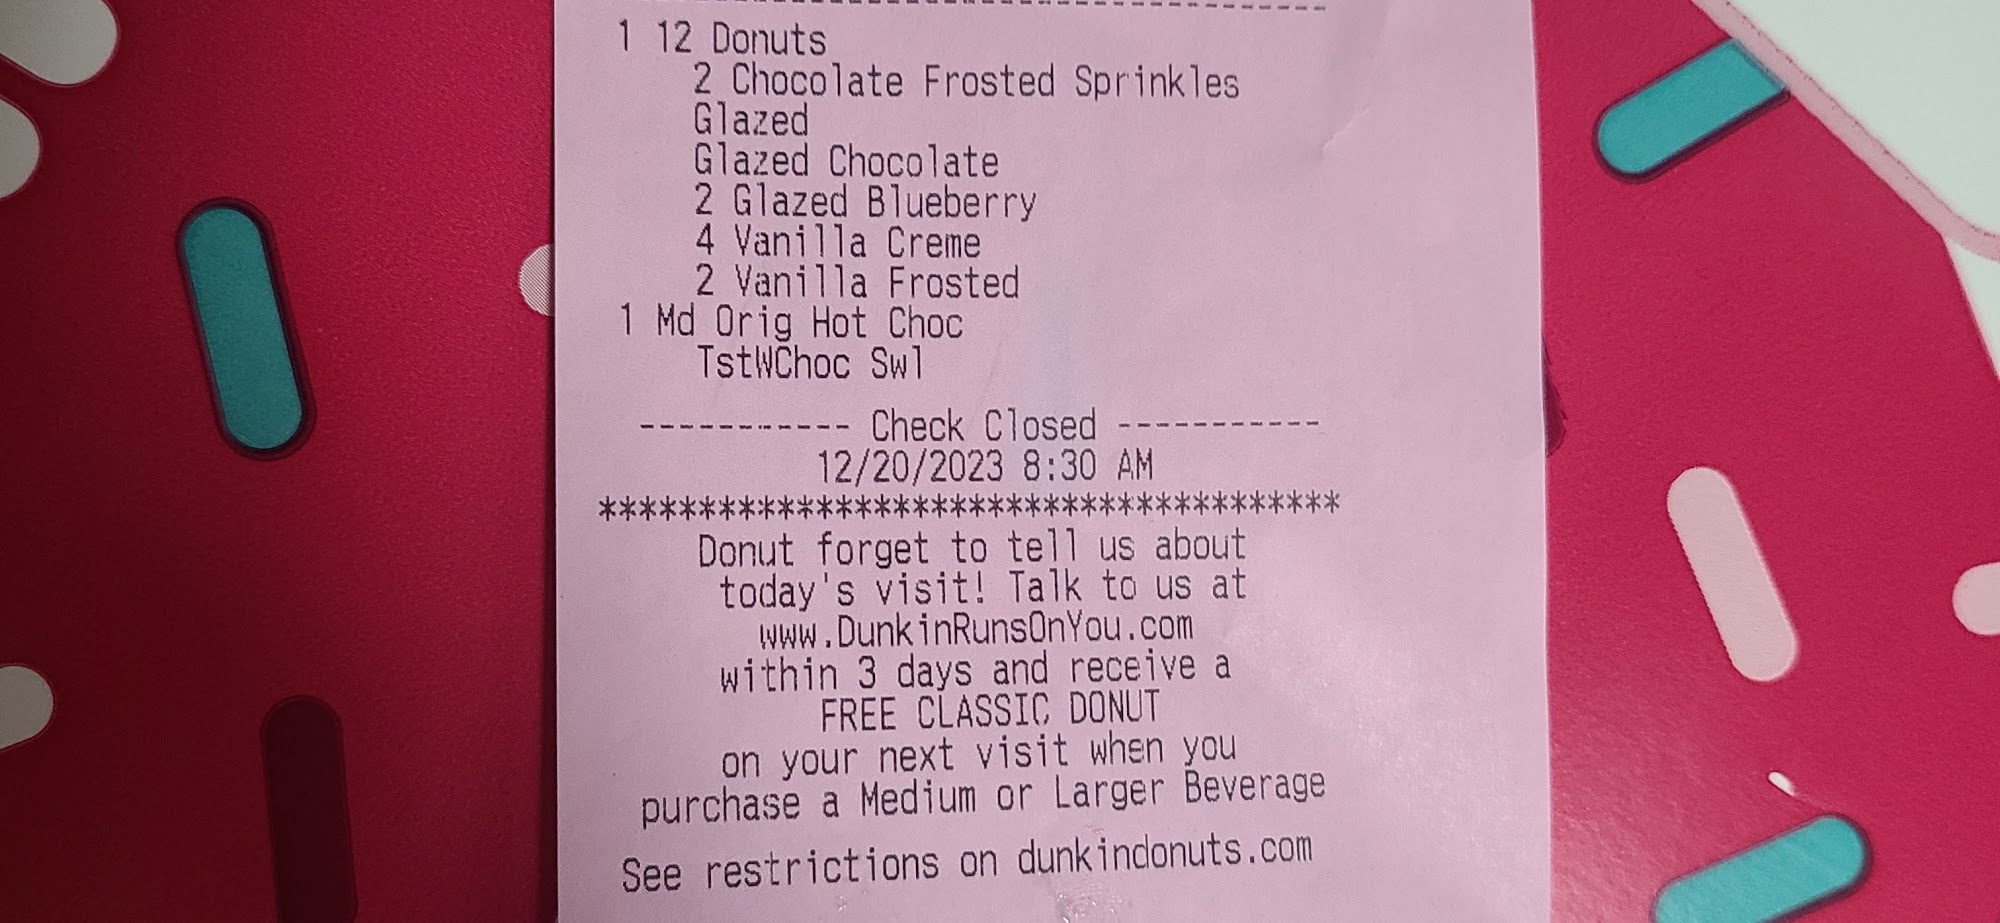 1 12 Donuts
2 Chocolate Frosted Sprinkles
Glazed
Glazed Chocolate
2 Glazed Blueberry
4 Vanilla Creme
2 Vanilla Frosted
1 Md Orig Hot Choc
TstWChoc Swl
----------- Check Closed -----------
12/20/2023 8:30 AM
**************************************
Donut forget to tell us about
today's visit! Talk to us at
www.DunkinRunsOnYou.com
within 3 days and receive a
FREE CLASSIC DONUT
on your next visit when you
purchase a Medium or Larger Beverage
See restrictions on dunkindonuts.com